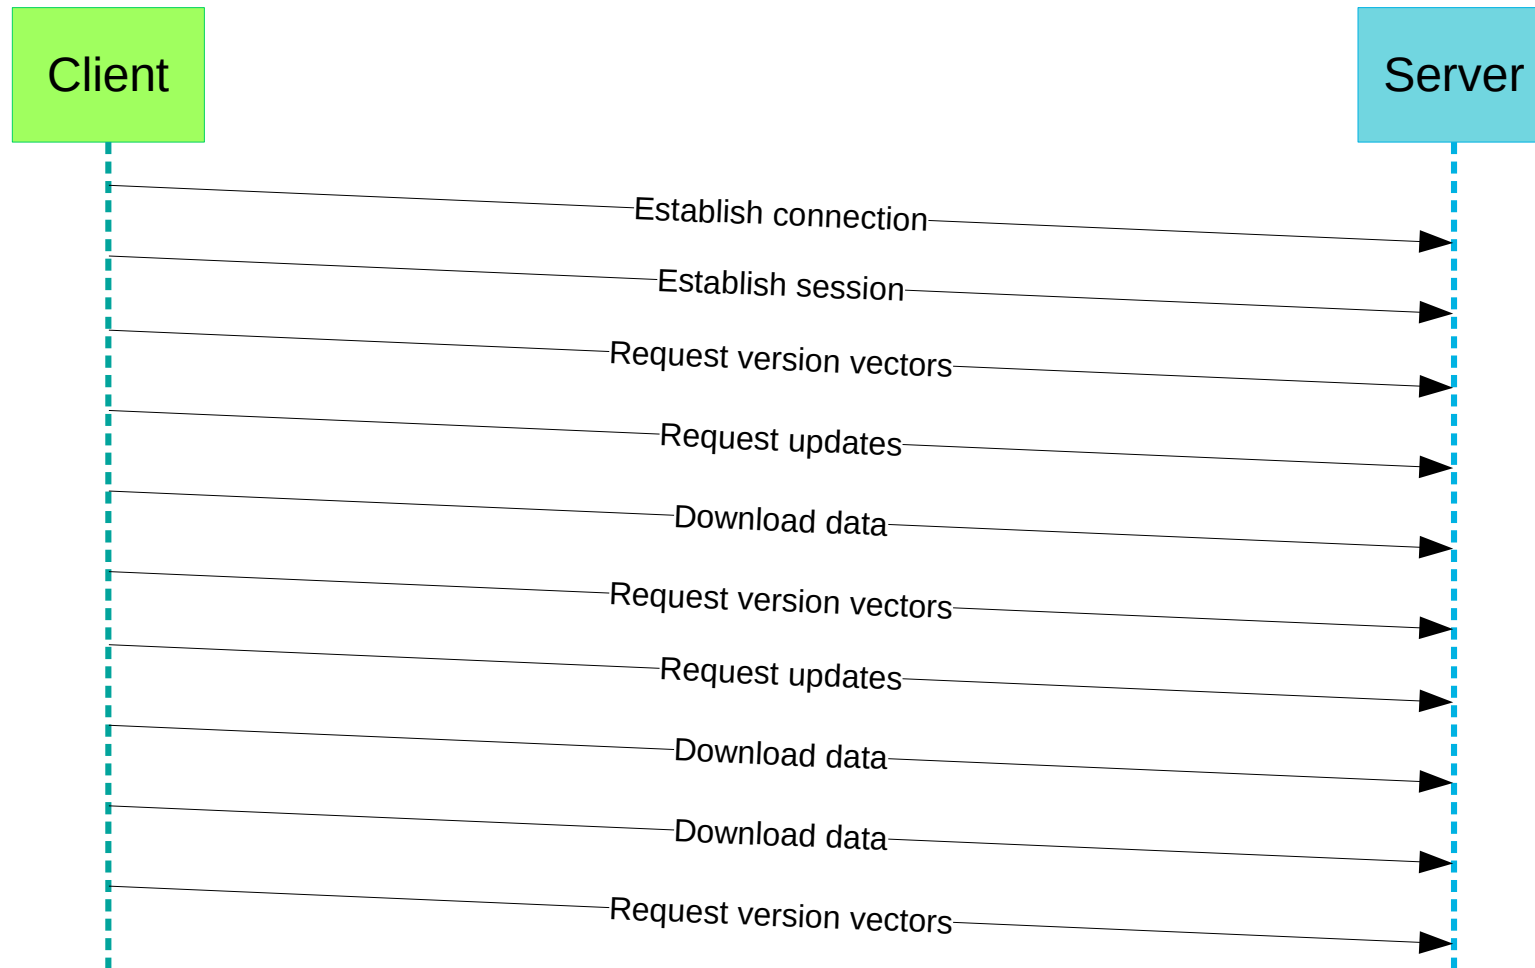 Client
Server
Establish connection
Establish session
Request version vectors
Request updates
Download data
Request version vectors
Request updates
Download data
Download data
Request version vectors